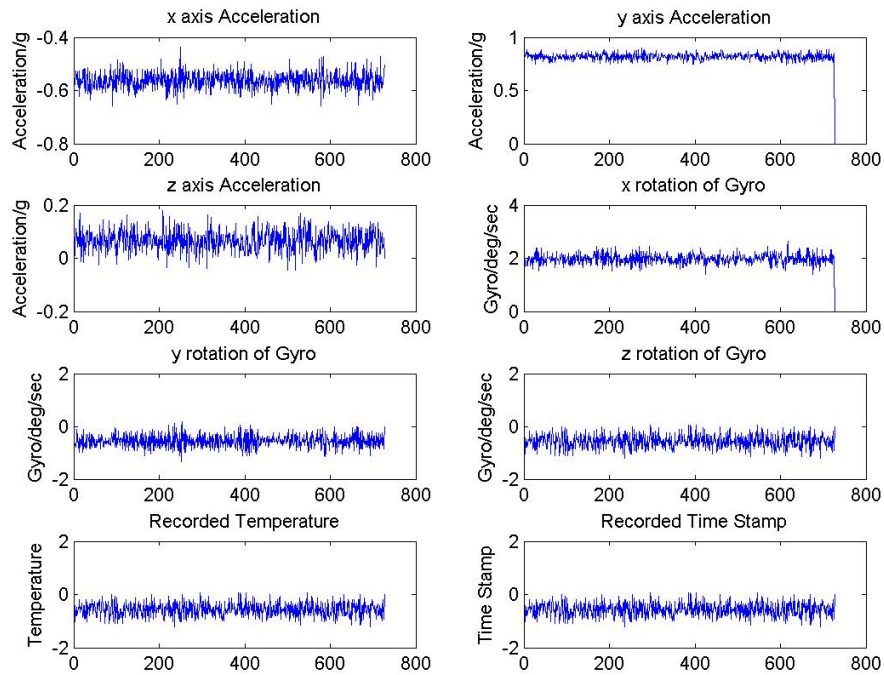 x axis Acceleration
Acceleration/g
-0.4
-0.6
-0.8
0 200 400 600 800
y axis Acceleration
Acceleration/g
1
0.5
0
0 200 400 600 800
z axis Acceleration
Acceleration/g
0.2
0
-0.2
0 200 400 600 800
x rotation of Gyro
Gyro/deg/sec
4
2
0
0 200 400 600 800
y rotation of Gyro
Gyro/deg/sec
2
0
-2
0 200 400 600 800
z rotation of Gyro
Gyro/deg/sec
2
0
-2
0 200 400 600 800
Recorded Temperature
Temperature
2
0
-2
0 200 400 600 800
Recorded Time Stamp
Time Stamp
2
0
-2
0 200 400 600 800